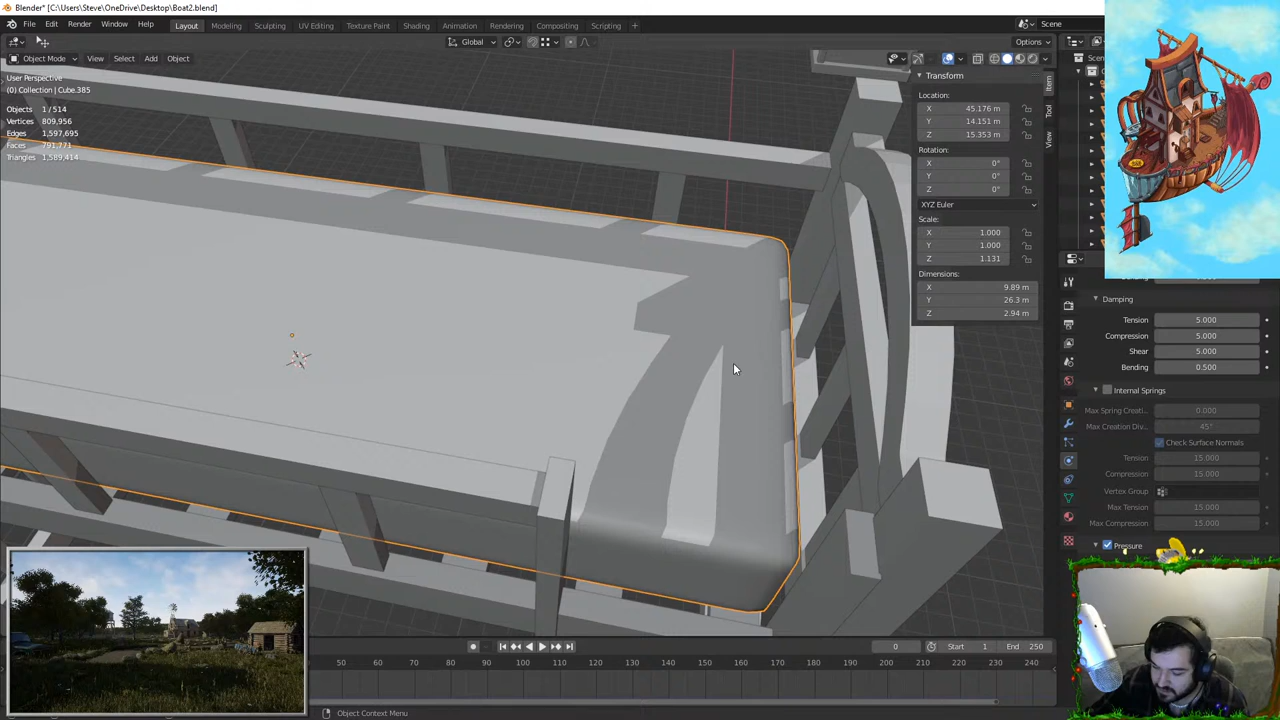 Blender* [C:\Users\Steve\OneDrive\Desktop\Boat2.blend]
File Edit Render Window Help Layout Modeling Sculpting UV Editing Texture Paint Shading Animation Rendering Compositing Scripting Scene
Global Options
Object Mode View Select Add Object
User Perspective
(0) Collection | Cube.385
Objects 1 / 514
Vertices 809,956
Edges 1,597,695
Faces 791,771
Triangles 1,589,414
Transform
Location:
X 45.176 m
Y 14.151 m
Z 15.353 m
Rotation:
X 0°
Y 0°
Z 0°
XYZ Euler
Scale:
X 1.000
Y 1.000
Z 1.131
Dimensions:
X 9.89 m
Y 26.3 m
Z 2.94 m
Item
Tool
View
Damping
Tension 5.000
Compression 5.000
Shear 5.000
Bending 0.500
Internal Springs
Max Spring Creati.. 0.000
Max Creation Div.. 45°
Check Surface Normals
Tension 15.000
Compression 15.000
Vertex Group
Max Tension 15.000
Max Compression 15.000
Pressure
0 Start 1 End 250
50 60 70 80 90 100 110 120 130 140 150 160 170 180 190 200 210 220 230 240
Object Context Menu